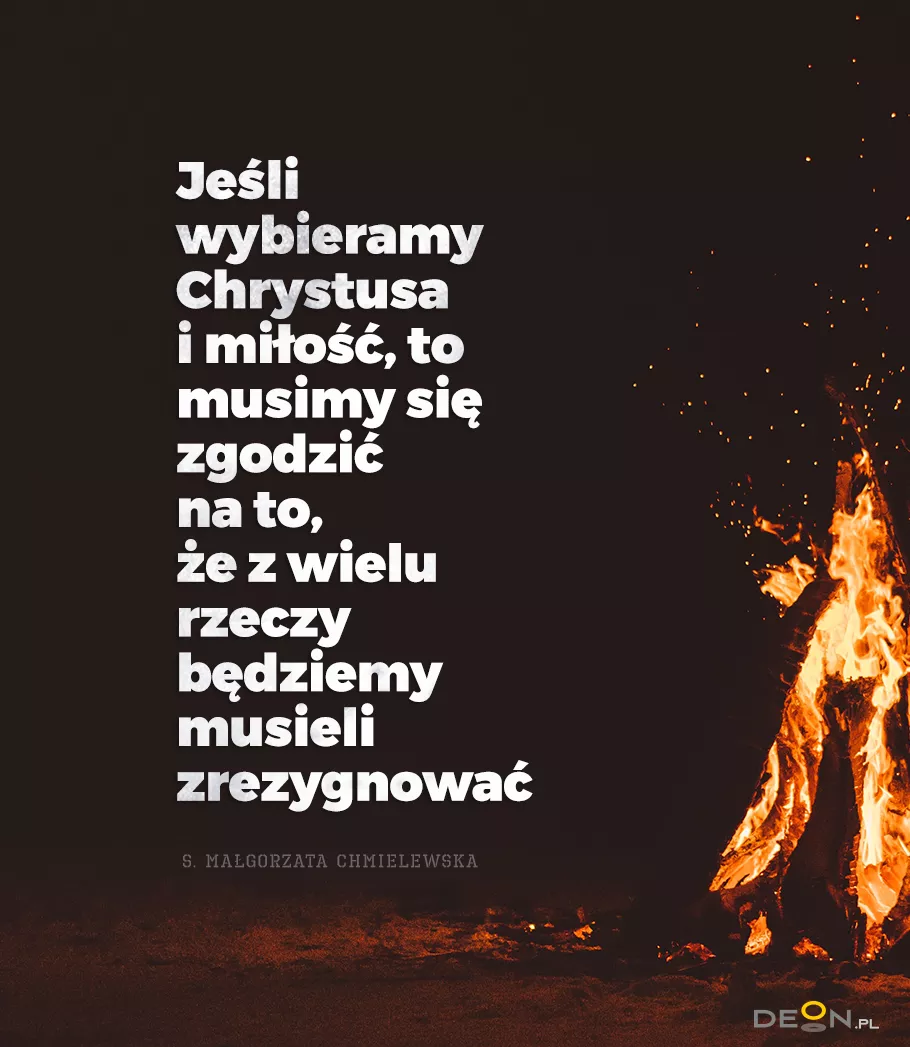 Jeśli
wybieramy
Chrystusa
i miłość, to
musimy się
zgodzić
na to,
że z wielu
rzeczy
będziemy
musieli
zrezygnować
S. MAŁGORZATA CHMIELEWSKA
DEON.PL